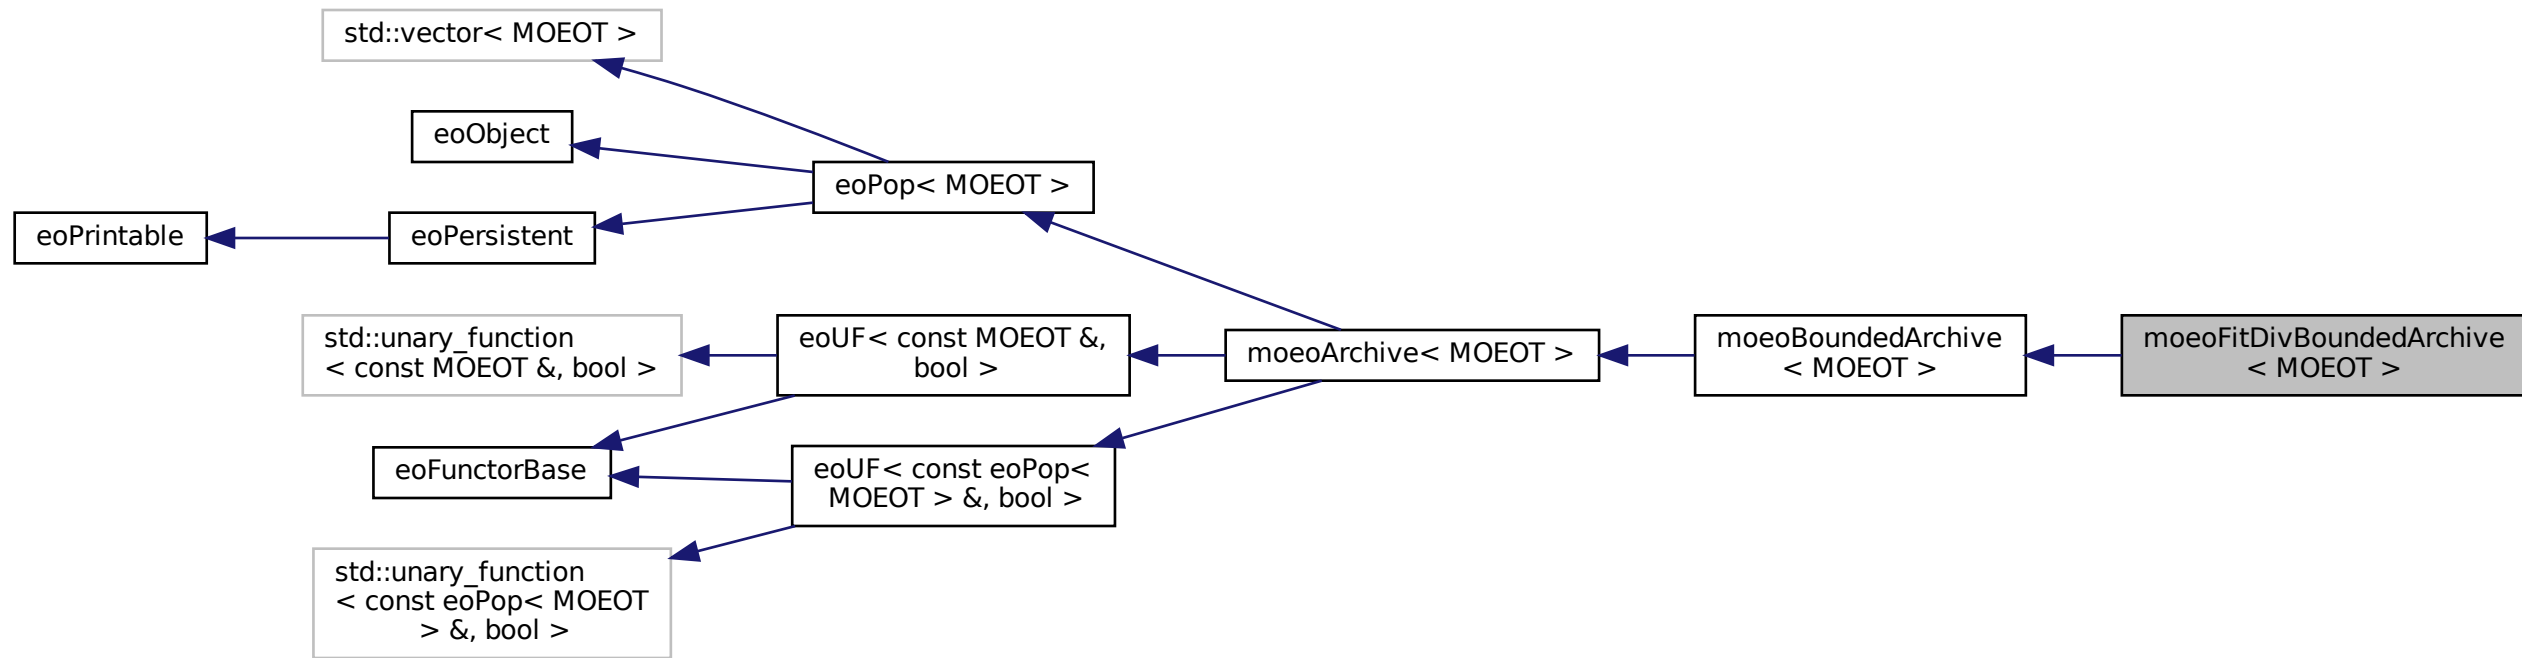 std::vector< MOEOT >
eoObject
eoPop< MOEOT >
eoPrintable
eoPersistent
std::unary_function
< const MOEOT &, bool >
eoUF< const MOEOT &,
bool >
moeoArchive< MOEOT >
moeoBoundedArchive
< MOEOT >
moeoFitDivBoundedArchive
< MOEOT >
eoFunctorBase
eoUF< const eoPop<
MOEOT > &, bool >
std::unary_function
< const eoPop< MOEOT
> &, bool >